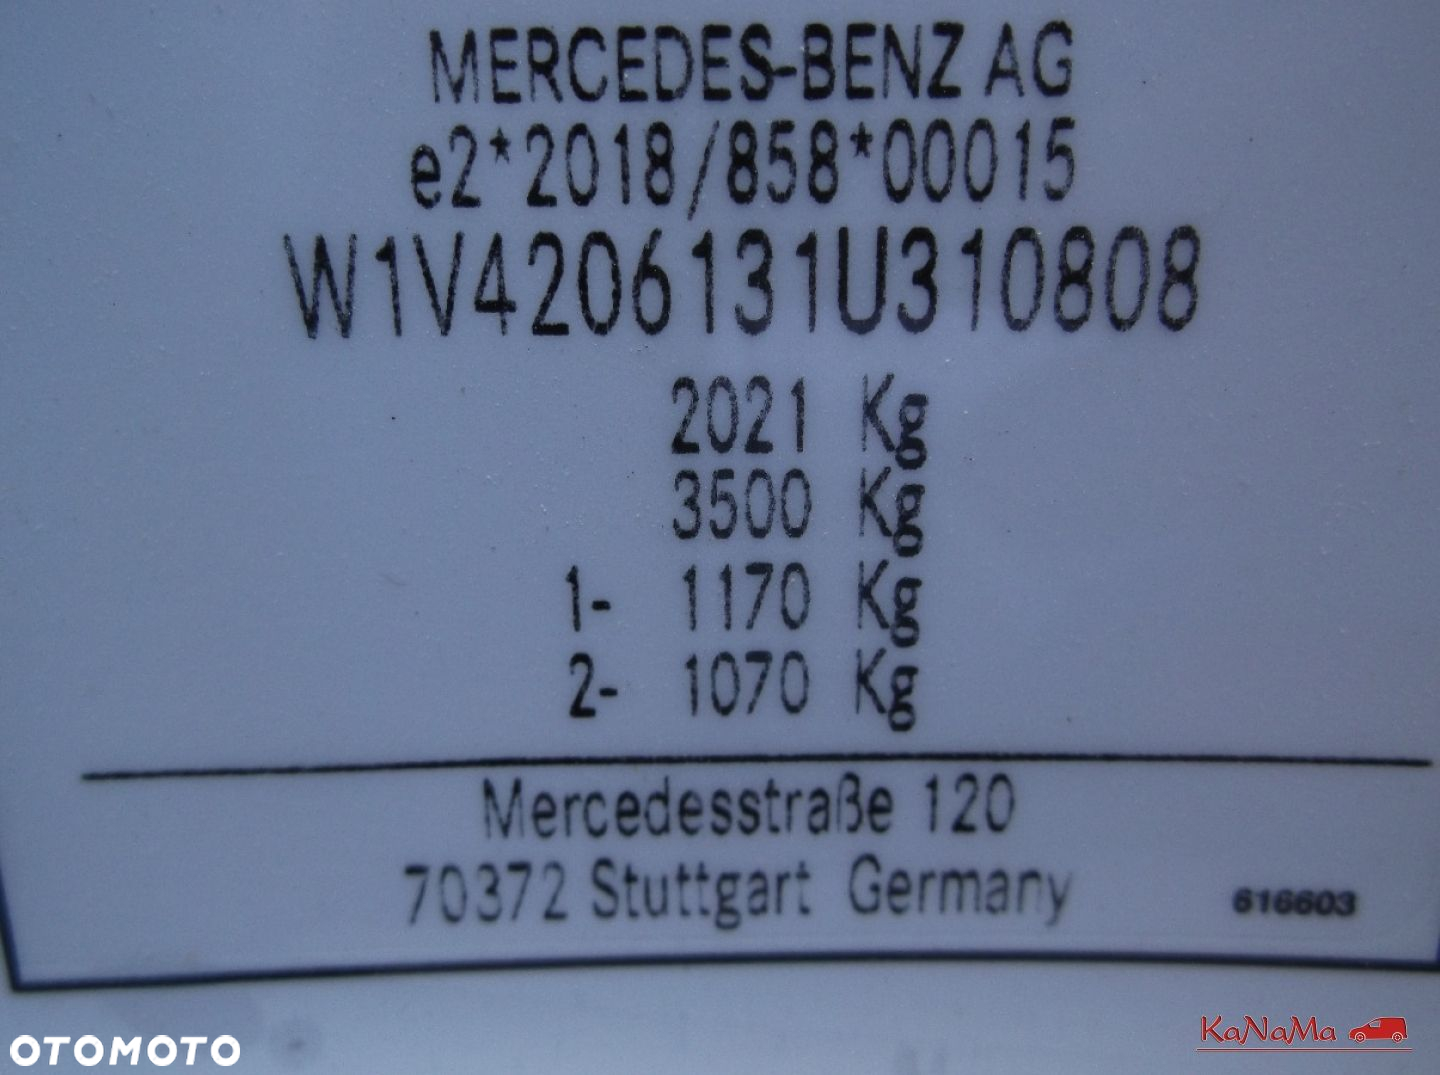 MERCEDES-BENZ AG
e2*2018/858*00015
W1V4206131U310808
2021 Kg
3500 Kg
1- 1170 Kg
2- 1070 Kg
Mercedesstraße 120
70372 Stuttgart Germany
616603
OTOMOTO
KaNaMa